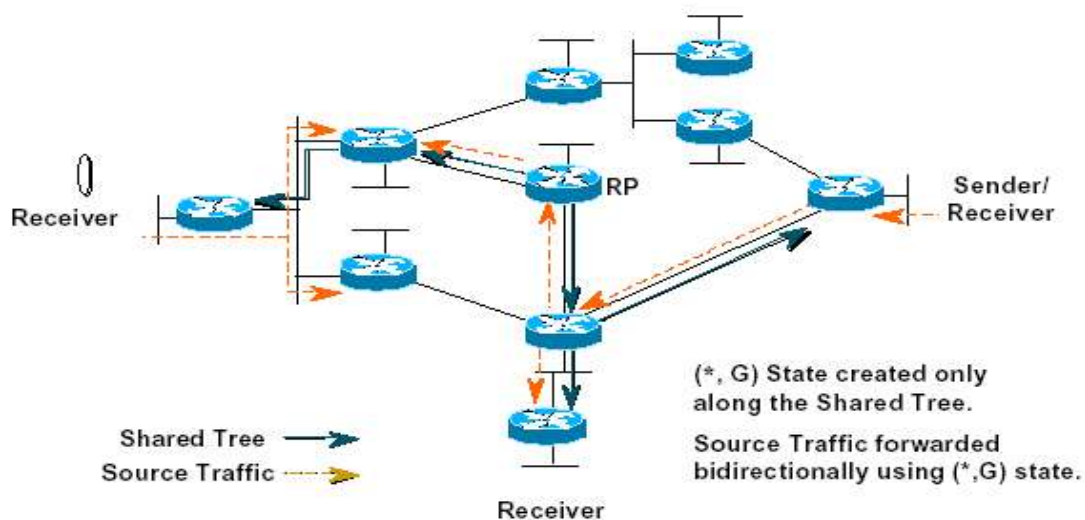 RP
Receiver
Sender/
Receiver
(*, G) State created only
along the Shared Tree.
Shared Tree
Source Traffic forwarded
bidirectionally using (*,G) state.
Source Traffic
Receiver